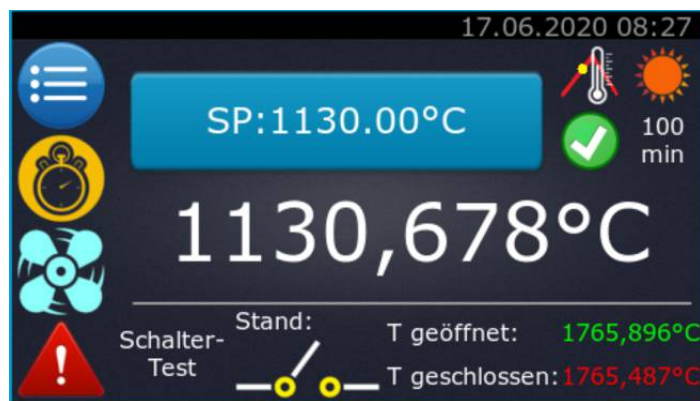 17.06.2020 08:27
SP:1130.00°C
100
min
1130,678°C
Schalter-
Test
Stand:
T geöffnet: 1765,896°C
T geschlossen: 1765,487°C